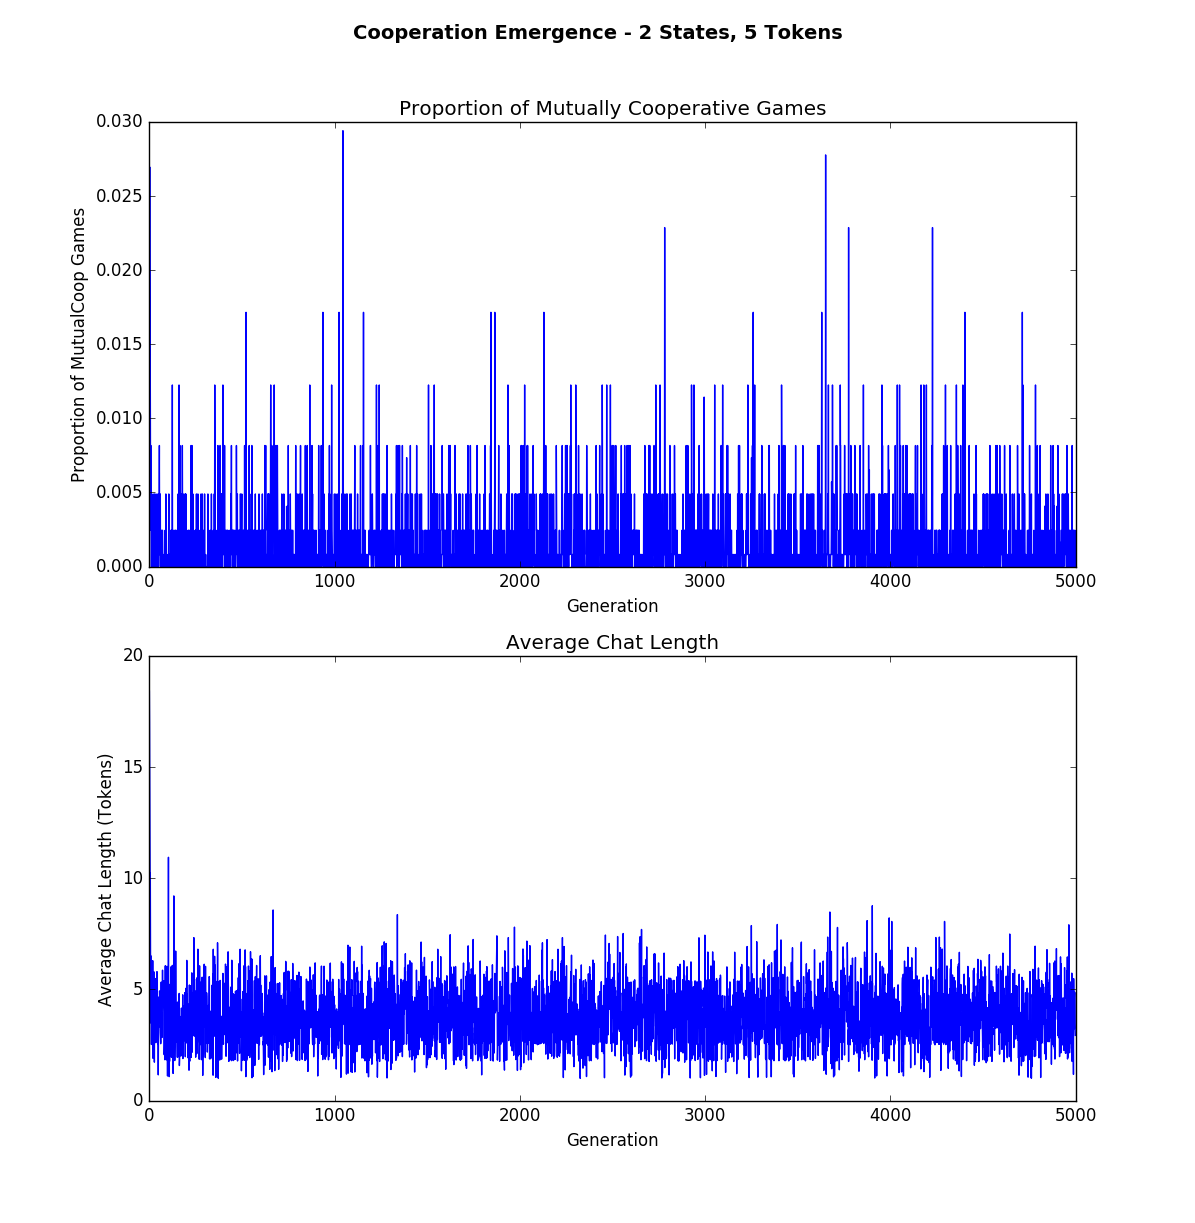 Cooperation Emergence - 2 States, 5 Tokens
Proportion of Mutually Cooperative Games
Proportion of MutualCoop Games
0.030
0.025
0.020
0.015
0.010
0.005
0.000
0 1000 2000 3000 4000 5000
Generation
Average Chat Length
Average Chat Length (Tokens)
20
15
10
5
0
0 1000 2000 3000 4000 5000
Generation